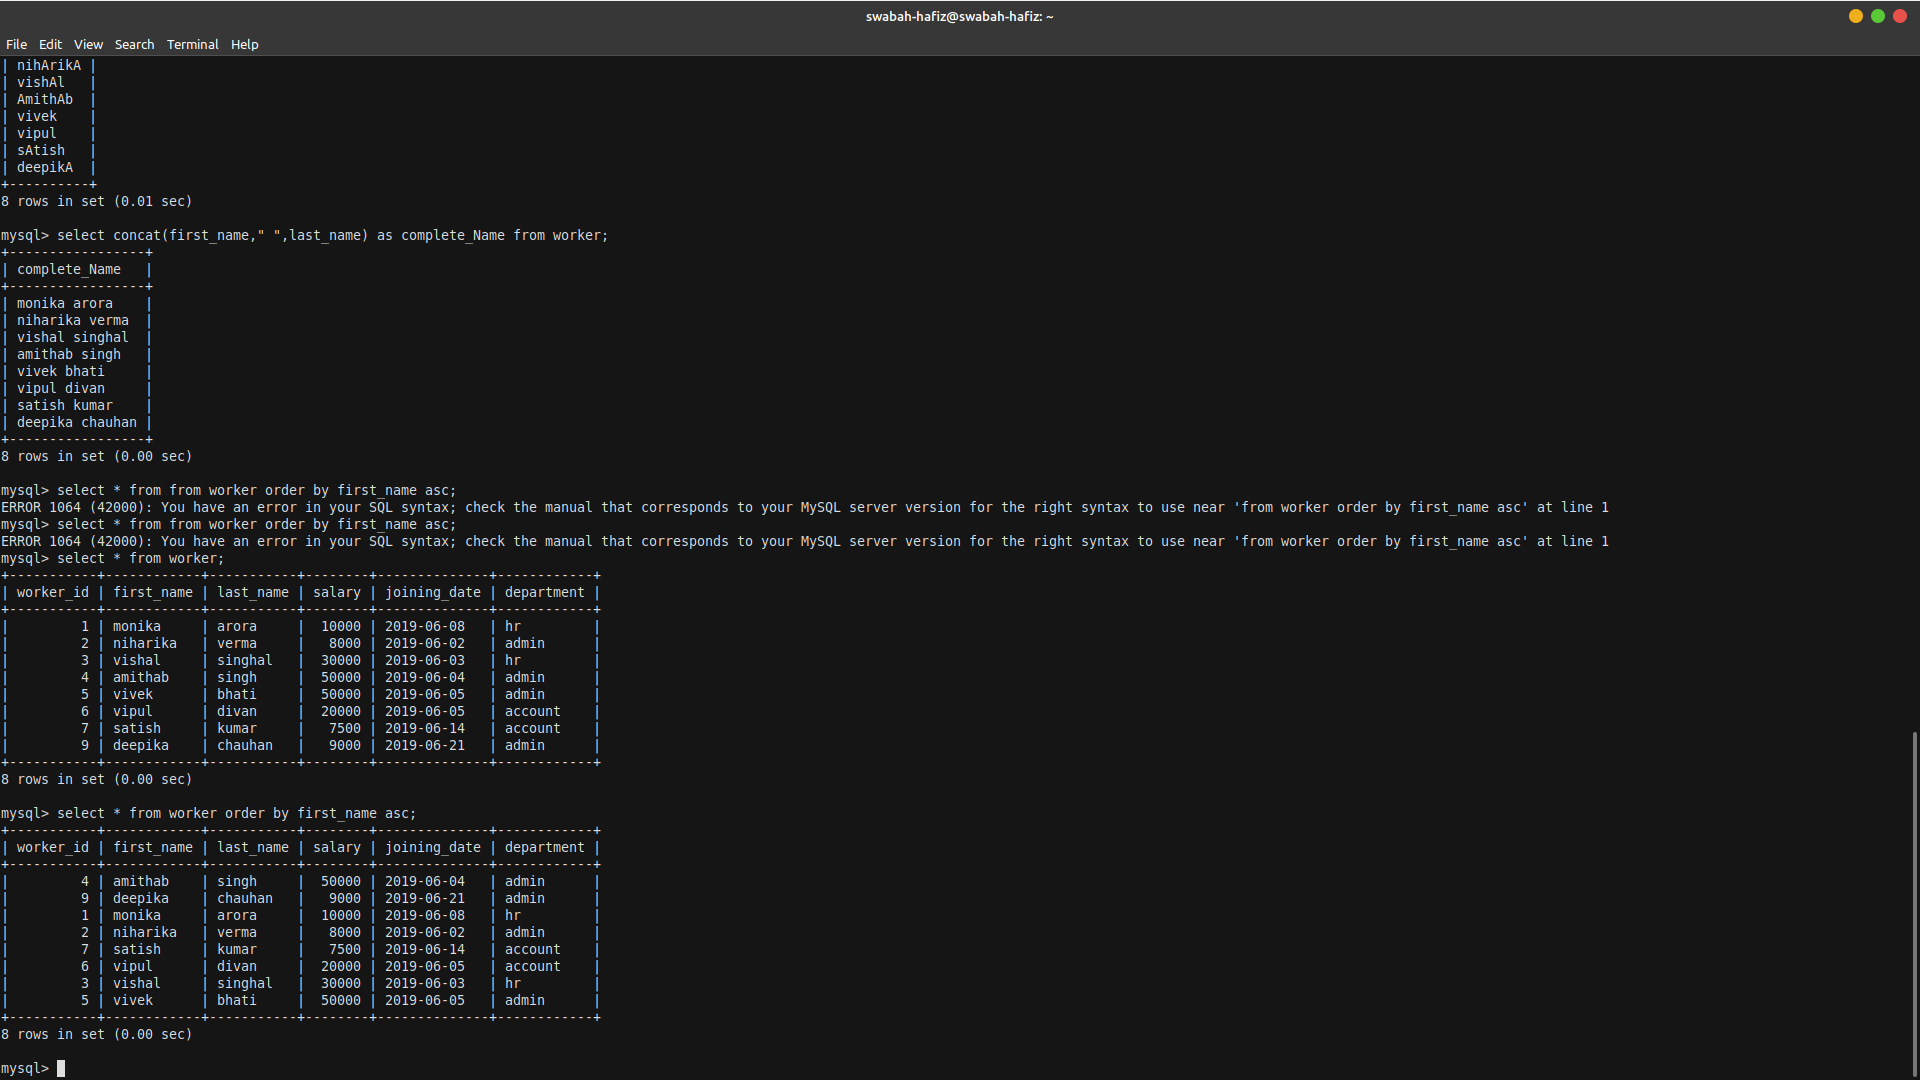 swabah-hafiz@swabah-hafiz: ~
File Edit View Search Terminal Help
| nihArikA |
| vishAl   |
| AmithAb  |
| vivek    |
| vipul    |
| sAtish   |
| deepikA  |
+----------+
8 rows in set (0.01 sec)

mysql> select concat(first_name," ",last_name) as complete_Name from worker;
+-----------------+
| complete_Name   |
+-----------------+
| monika arora    |
| niharika verma  |
| vishal singhal  |
| amithab singh   |
| vivek bhati     |
| vipul divan     |
| satish kumar    |
| deepika chauhan |
+-----------------+
8 rows in set (0.00 sec)

mysql> select * from from worker order by first_name asc;
ERROR 1064 (42000): You have an error in your SQL syntax; check the manual that corresponds to your MySQL server version for the right syntax to use near 'from worker order by first_name asc' at line 1
mysql> select * from from worker order by first_name asc;
ERROR 1064 (42000): You have an error in your SQL syntax; check the manual that corresponds to your MySQL server version for the right syntax to use near 'from worker order by first_name asc' at line 1
mysql> select * from worker;
+-----------+------------+-----------+--------+--------------+------------+
| worker_id | first_name | last_name | salary | joining_date | department |
+-----------+------------+-----------+--------+--------------+------------+
|         1 | monika     | arora     |  10000 | 2019-06-08   | hr         |
|         2 | niharika   | verma     |   8000 | 2019-06-02   | admin      |
|         3 | vishal     | singhal   |  30000 | 2019-06-03   | hr         |
|         4 | amithab    | singh     |  50000 | 2019-06-04   | admin      |
|         5 | vivek      | bhati     |  50000 | 2019-06-05   | admin      |
|         6 | vipul      | divan     |  20000 | 2019-06-05   | account    |
|         7 | satish     | kumar     |   7500 | 2019-06-14   | account    |
|         9 | deepika    | chauhan   |   9000 | 2019-06-21   | admin      |
+-----------+------------+-----------+--------+--------------+------------+
8 rows in set (0.00 sec)

mysql> select * from worker order by first_name asc;
+-----------+------------+-----------+--------+--------------+------------+
| worker_id | first_name | last_name | salary | joining_date | department |
+-----------+------------+-----------+--------+--------------+------------+
|         4 | amithab    | singh     |  50000 | 2019-06-04   | admin      |
|         9 | deepika    | chauhan   |   9000 | 2019-06-21   | admin      |
|         1 | monika     | arora     |  10000 | 2019-06-08   | hr         |
|         2 | niharika   | verma     |   8000 | 2019-06-02   | admin      |
|         7 | satish     | kumar     |   7500 | 2019-06-14   | account    |
|         6 | vipul      | divan     |  20000 | 2019-06-05   | account    |
|         3 | vishal     | singhal   |  30000 | 2019-06-03   | hr         |
|         5 | vivek      | bhati     |  50000 | 2019-06-05   | admin      |
+-----------+------------+-----------+--------+--------------+------------+
8 rows in set (0.00 sec)

mysql>